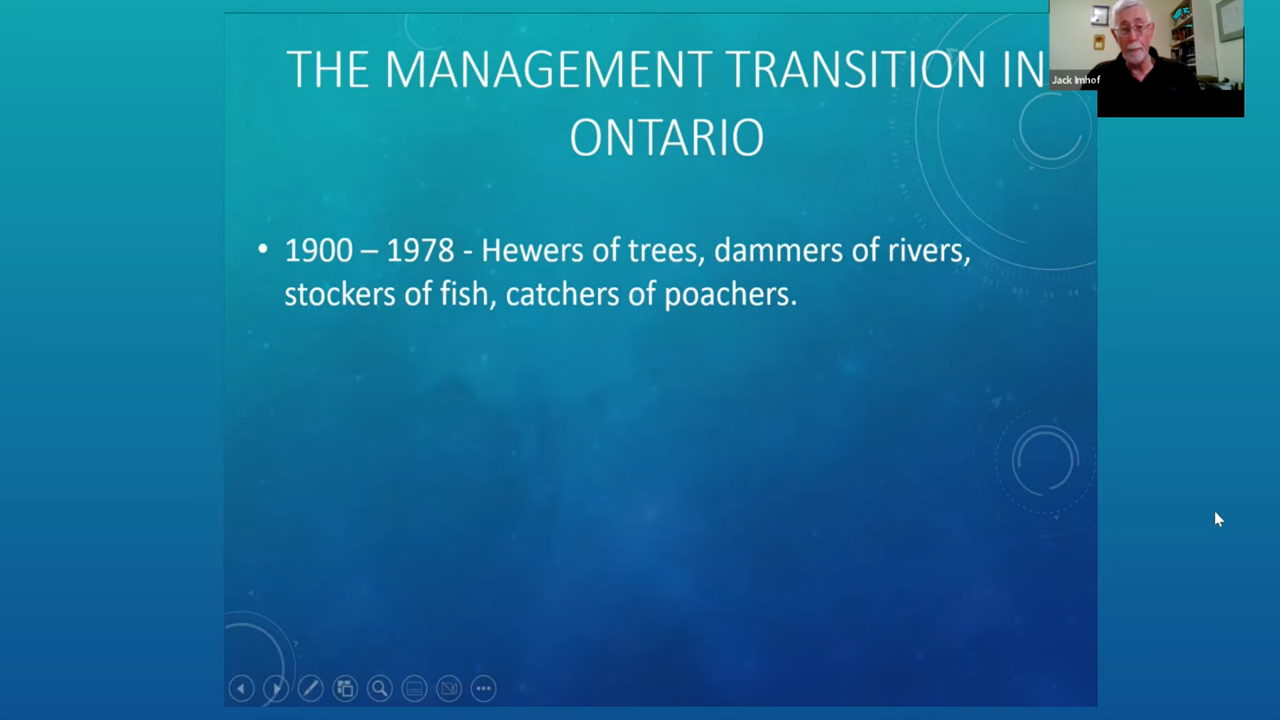 THE MANAGEMENT TRANSITION IN
ONTARIO
Jack Imhof
• 1900 – 1978 - Hewers of trees, dammers of rivers,
stockers of fish, catchers of poachers.